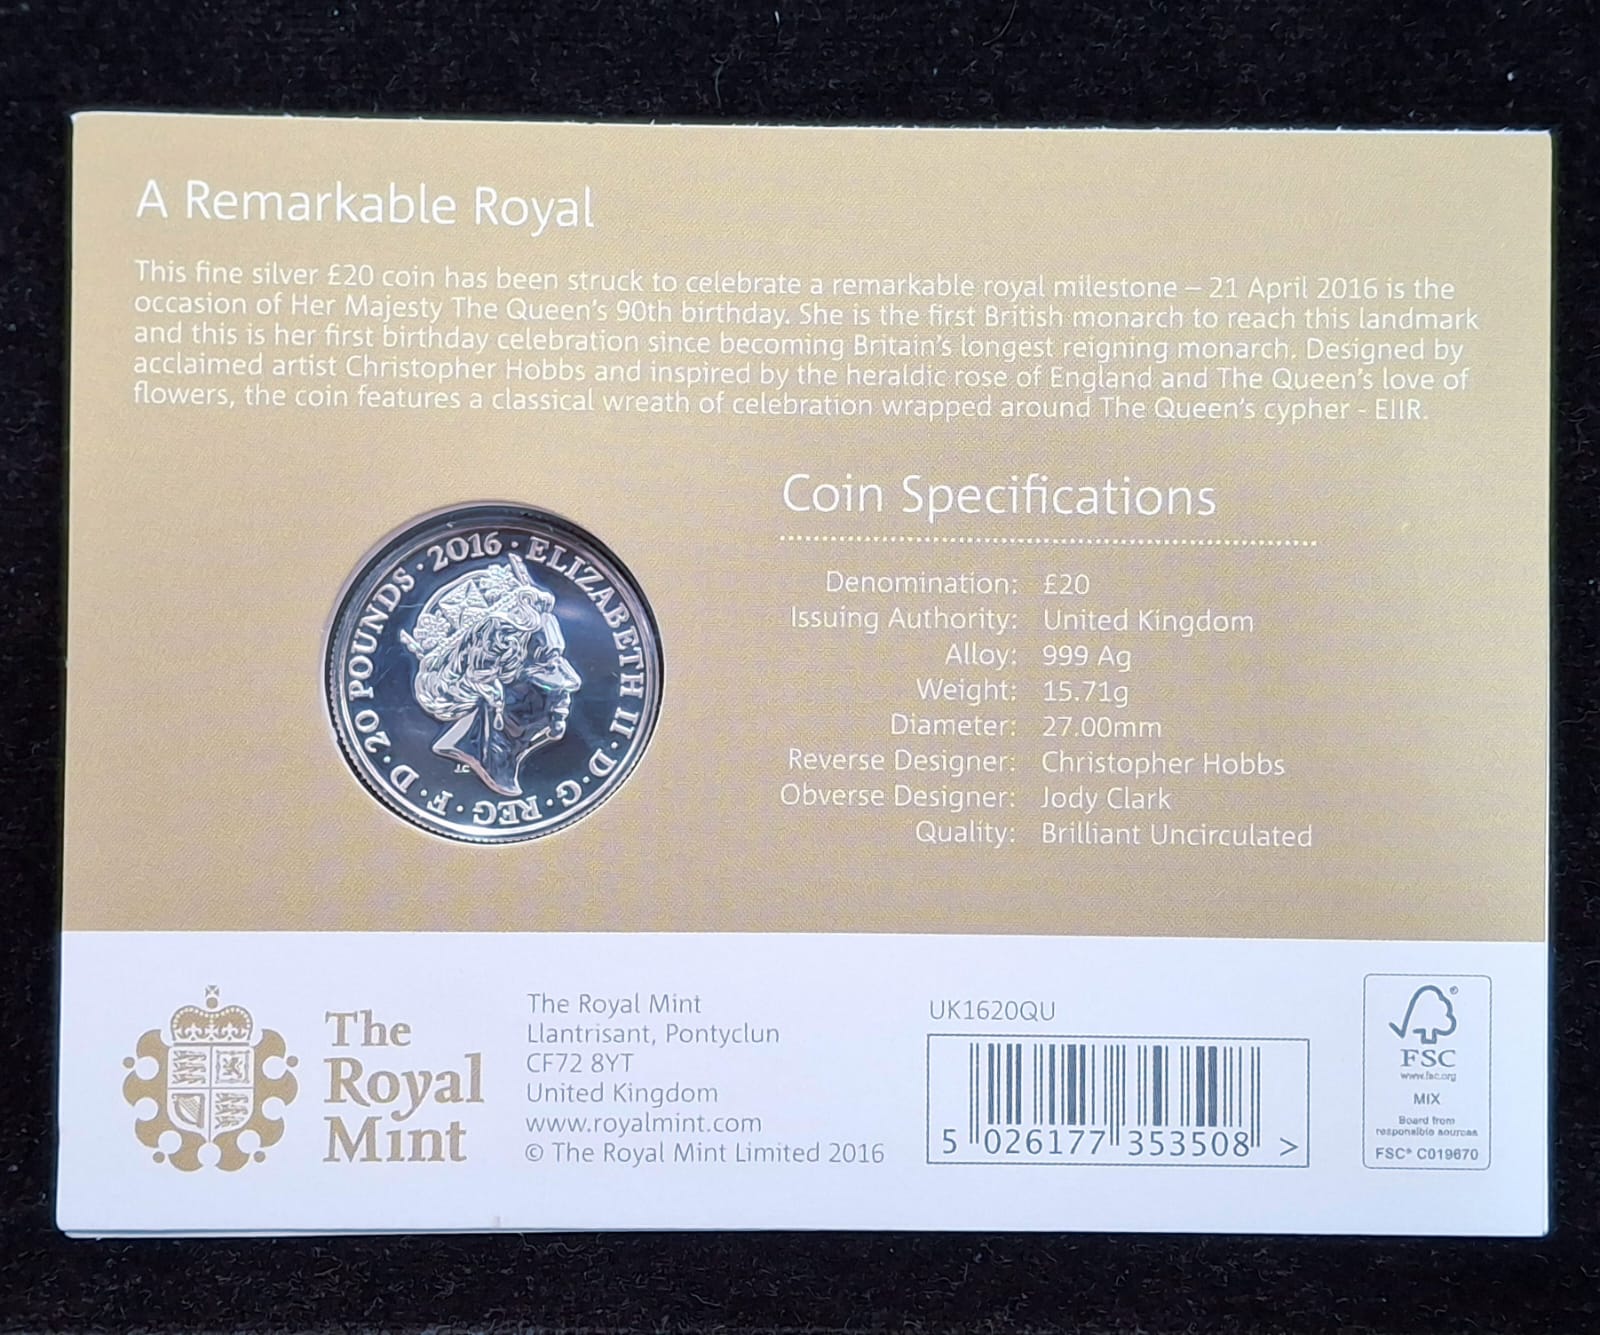 A Remarkable Royal
This fine silver £20 coin has been struck to celebrate a remarkable royal milestone – 21 April 2016 is the
occasion of Her Majesty The Queen's 90th birthday. She is the first British monarch to reach this landmark
and this is her first birthday celebration since becoming Britain's longest reigning monarch. Designed by
acclaimed artist Christopher Hobbs and inspired by the heraldic rose of England and The Queen's love of
flowers, the coin features a classical wreath of celebration wrapped around The Queen's cypher - EIIR.
ELIZABETH II · D · G · REG · F · D · 20 POUNDS · 2016 ·
J.C
Coin Specifications
Denomination: £20
Issuing Authority: United Kingdom
Alloy: 999 Ag
Weight: 15.71g
Diameter: 27.00mm
Reverse Designer: Christopher Hobbs
Obverse Designer: Jody Clark
Quality: Brilliant Uncirculated
The
Royal
Mint
The Royal Mint
Llantrisant, Pontyclun
CF72 8YT
United Kingdom
www.royalmint.com
© The Royal Mint Limited 2016
UK1620QU
5 026177 353508 >
FSC
www.fsc.org
MIX
Board from
responsible sources
FSC® C019670